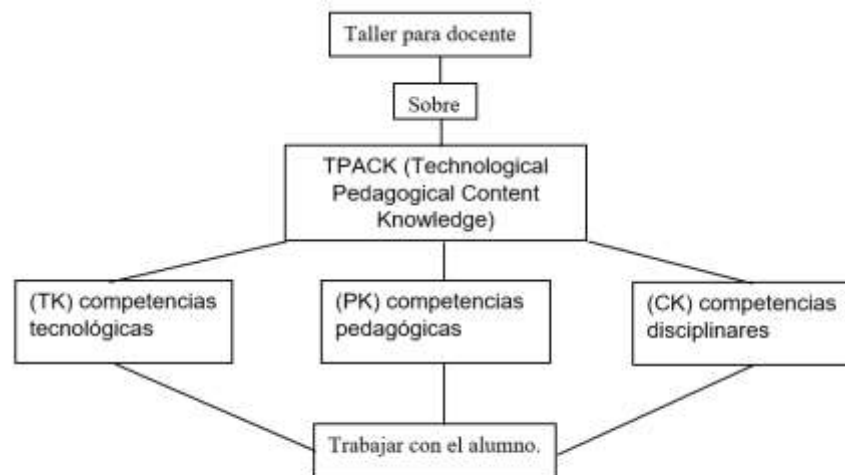 Taller para docente
Sobre
TPACK (Technological
Pedagogical Content
Knowledge)
(TK) competencias
tecnológicas
(PK) competencias
pedagógicas
(CK) competencias
disciplinares
Trabajar con el alumno.